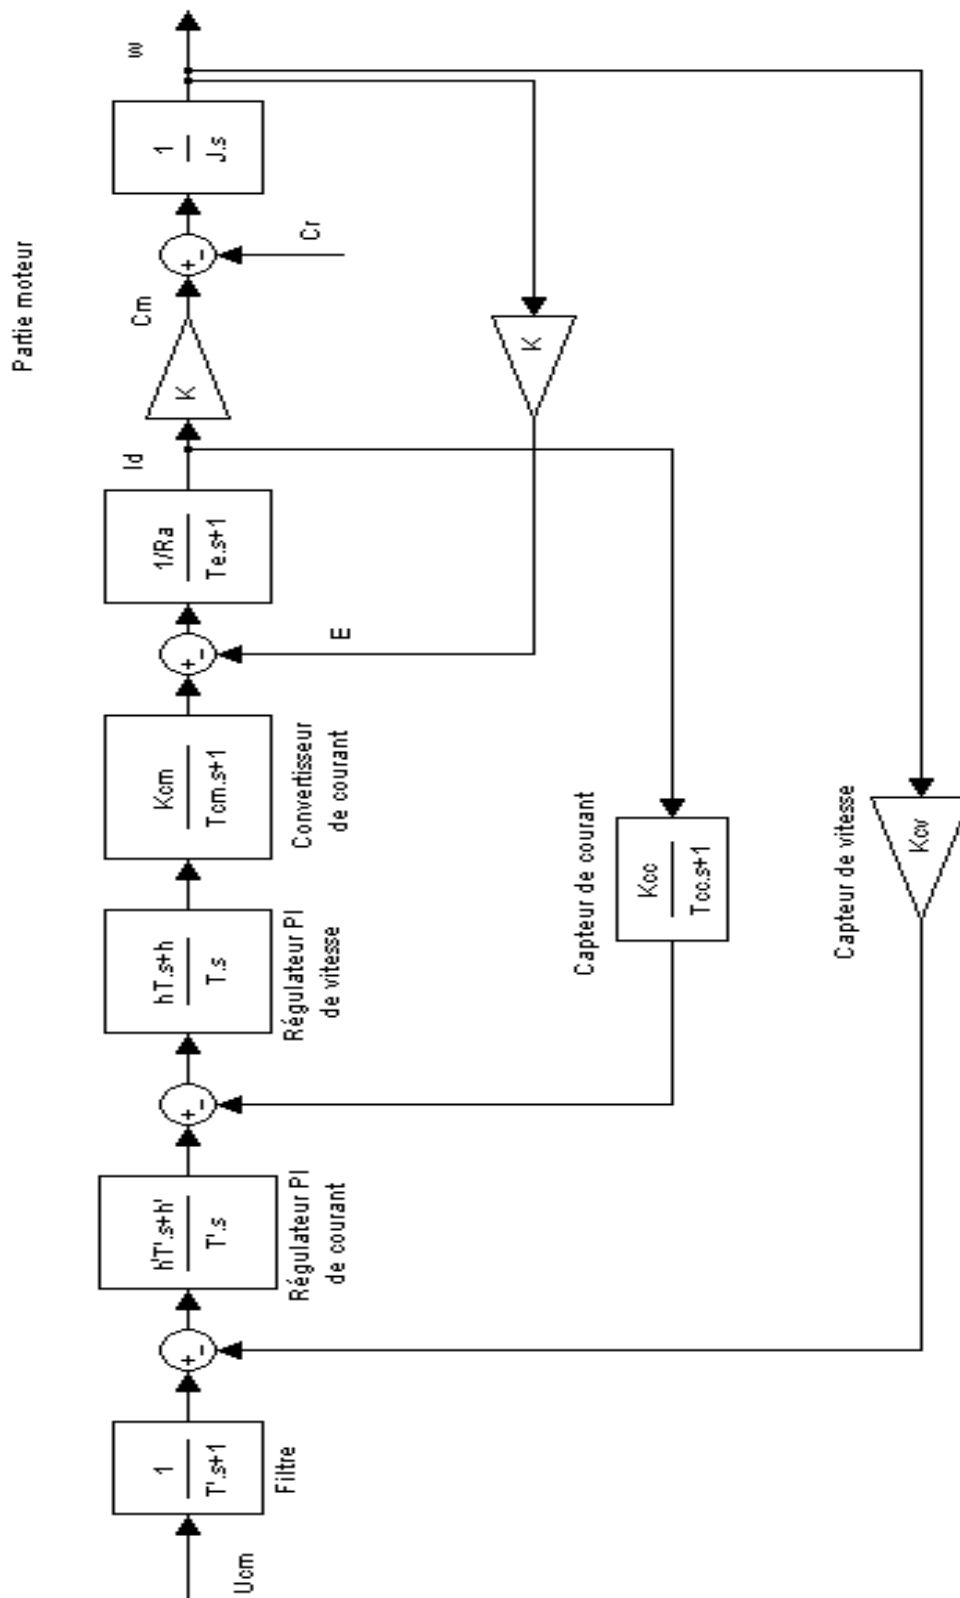 Partie moteur
Ucm
1
T'.s+1
Filtre
+
-
h'T'.s+h'
T'.s
Régulateur PI
de courant
+
-
hT.s+h
T.s
Régulateur PI
de vitesse
Kcm
Tcm.s+1
Convertisseur
de courant
+
-
E
1/Ra
Te.s+1
Id
K
Cm
+
-
Cr
1
J.s
w
K
Capteur de courant
Kcc
Tcc.s+1
Capteur de vitesse
Kcv